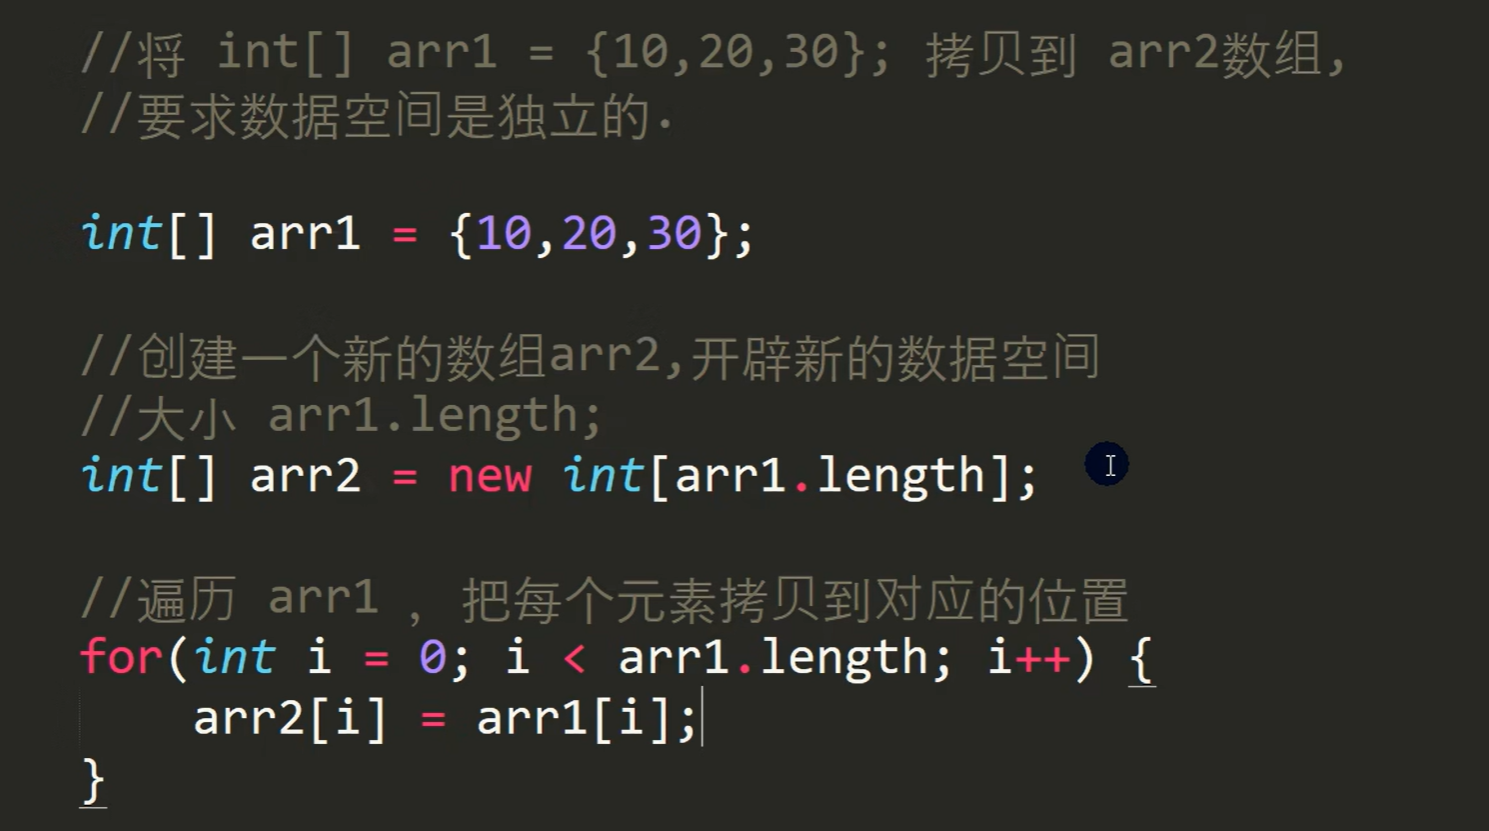 //将 int[] arr1 = {10,20,30}; 拷贝到 arr2数组,
//要求数据空间是独立的.
int[] arr1 = {10,20,30};
//创建一个新的数组arr2,开辟新的数据空间
//大小 arr1.length;
int[] arr2 = new int[arr1.length];
//遍历 arr1 ，把每个元素拷贝到对应的位置
for(int i = 0; i < arr1.length; i++) {
    arr2[i] = arr1[i];
}